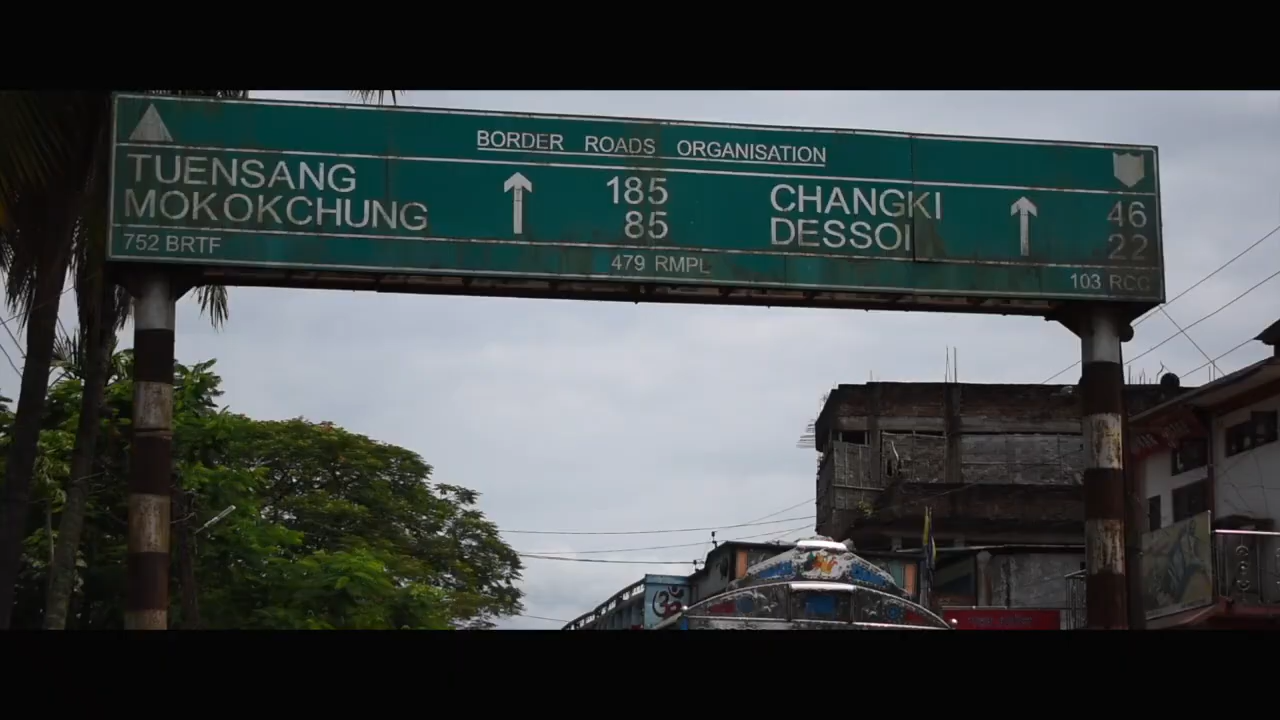 BORDER ROADS ORGANISATION
TUENSANG 185
MOKOKCHUNG 85
CHANGKI 46
DESSOI 22
752 BRTF
479 RMPL
103 RCC
ॐ